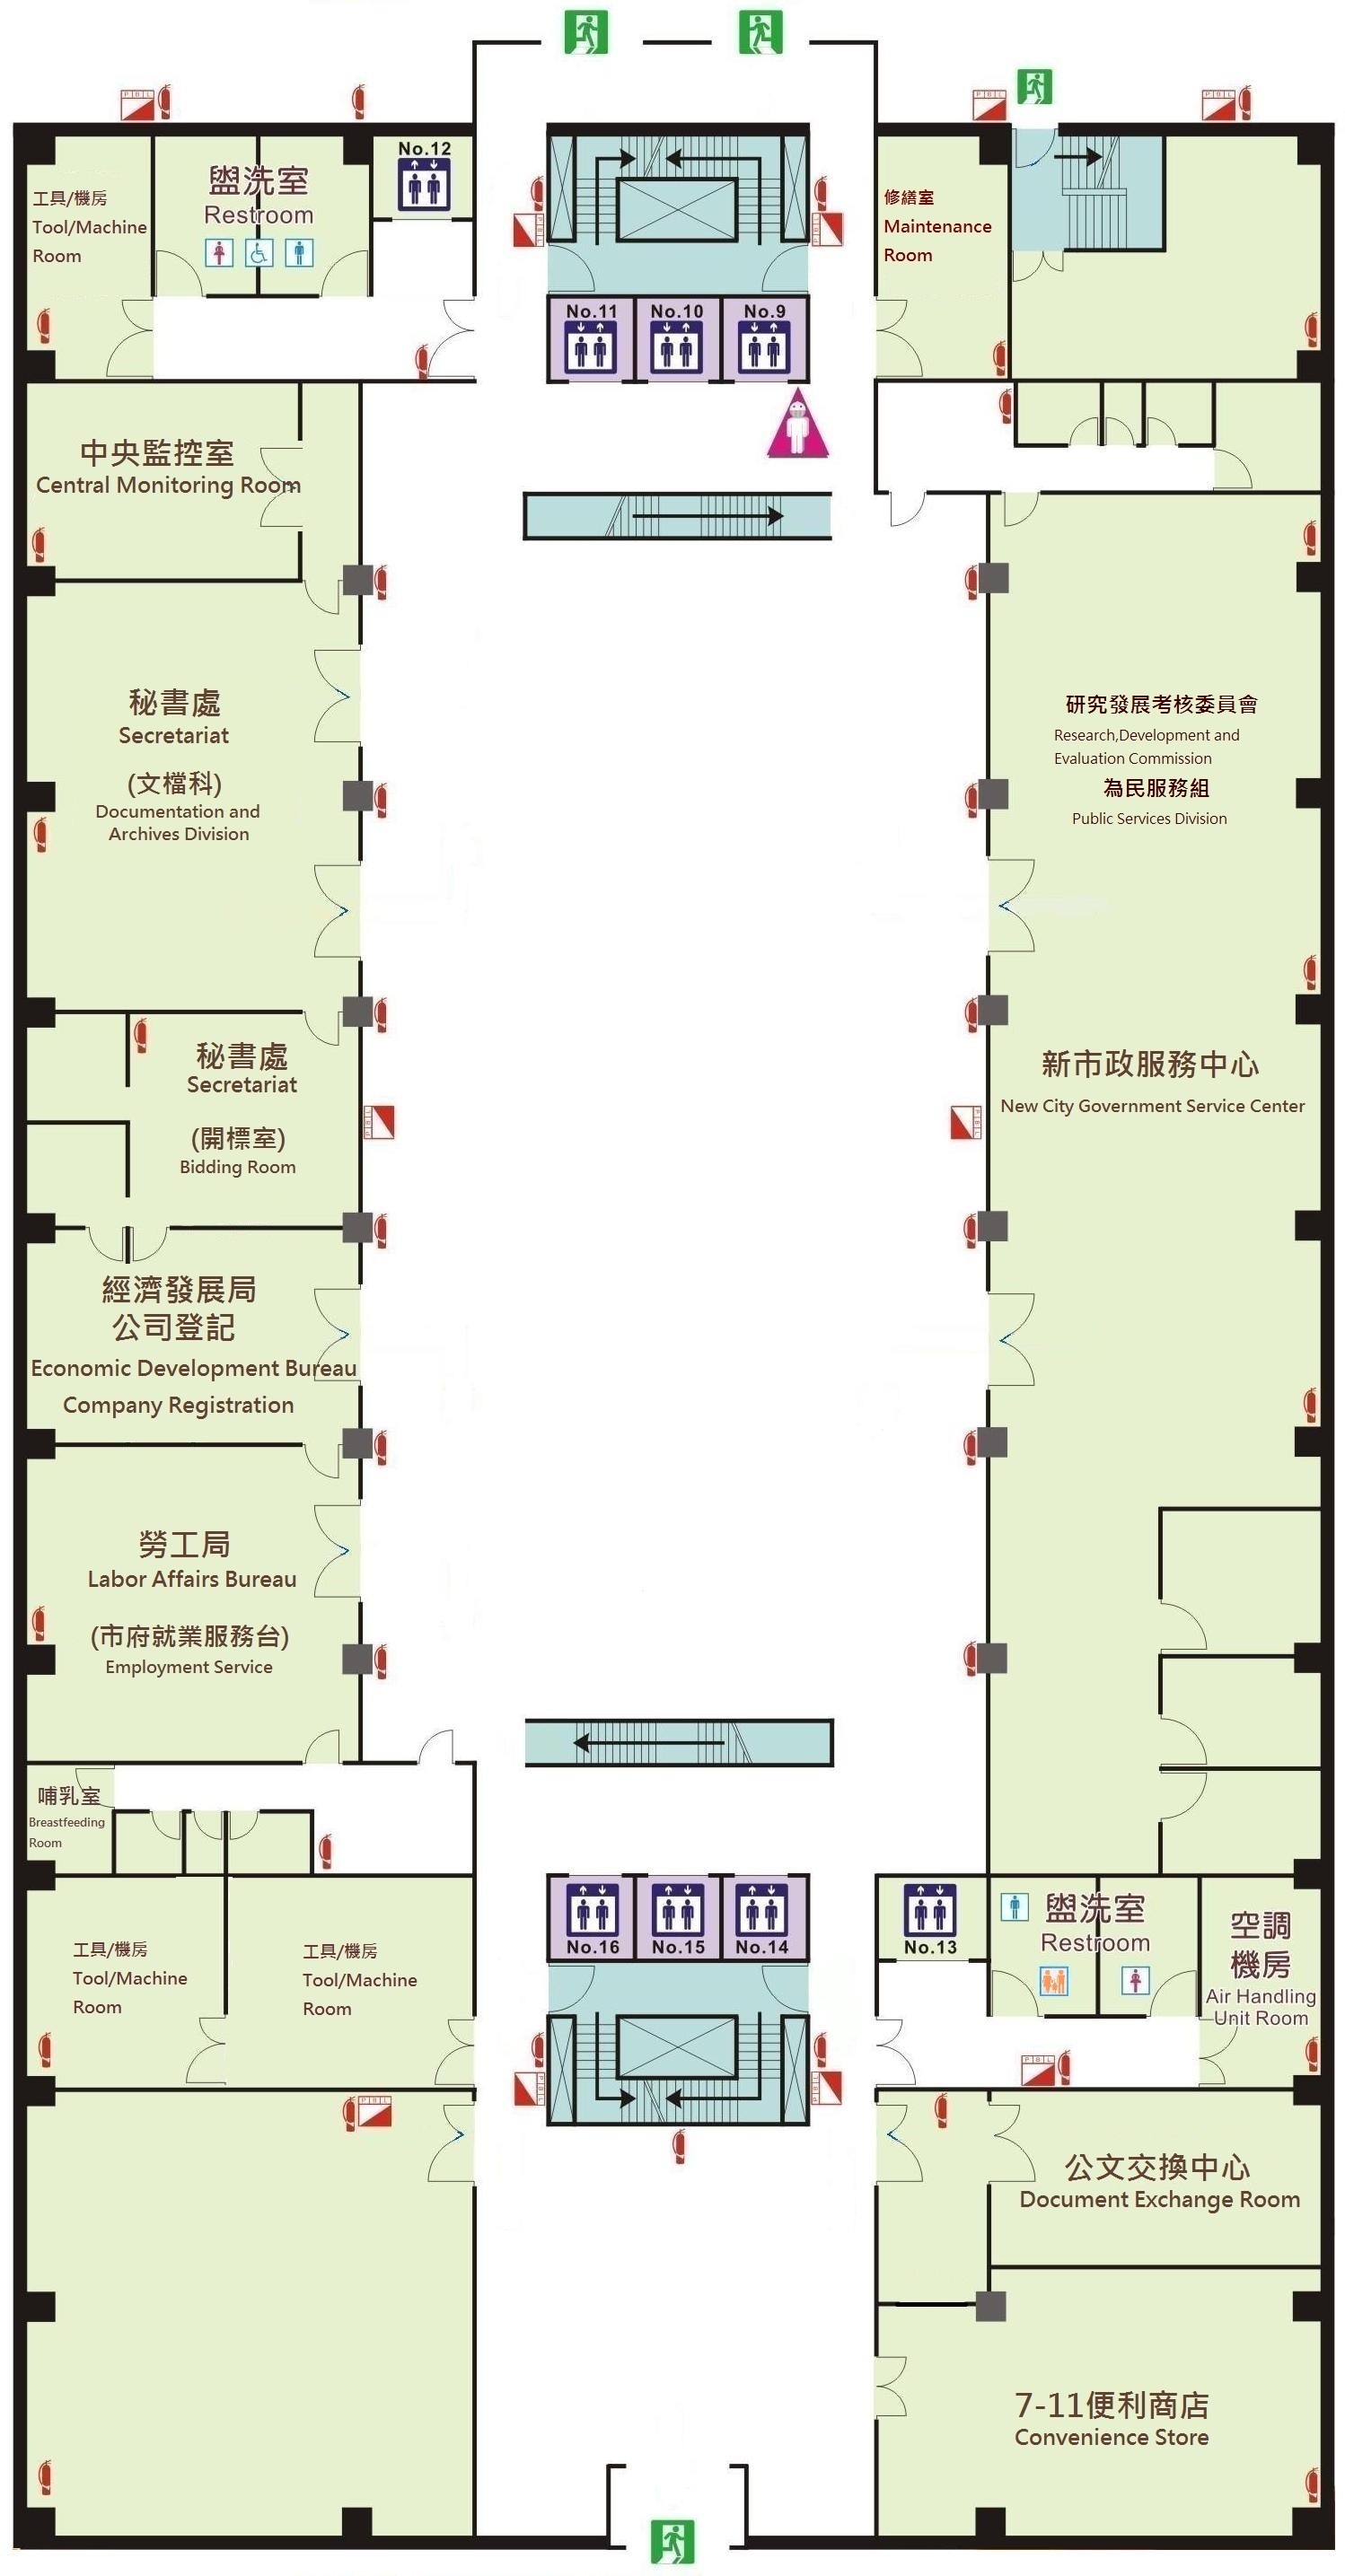 工具/機房
Tool/Machine
Room
盥洗室
Restroom
No.12
No.11
No.10
No.9
修繕室
Maintenance
Room
中央監控室
Central Monitoring Room
秘書處
Secretariat
(文檔科)
Documentation and
Archives Division
研究發展考核委員會
Research,Development and
Evaluation Commission
為民服務組
Public Services Division
秘書處
Secretariat
(開標室)
Bidding Room
新市政服務中心
New City Government Service Center
經濟發展局
公司登記
Economic Development Bureau
Company Registration
勞工局
Labor Affairs Bureau
(市府就業服務台)
Employment Service
哺乳室
Breastfeeding
Room
工具/機房
Tool/Machine
Room
工具/機房
Tool/Machine
Room
No.16
No.15
No.14
No.13
盥洗室
Restroom
空調
機房
Air Handling
Unit Room
公文交換中心
Document Exchange Room
7-11便利商店
Convenience Store